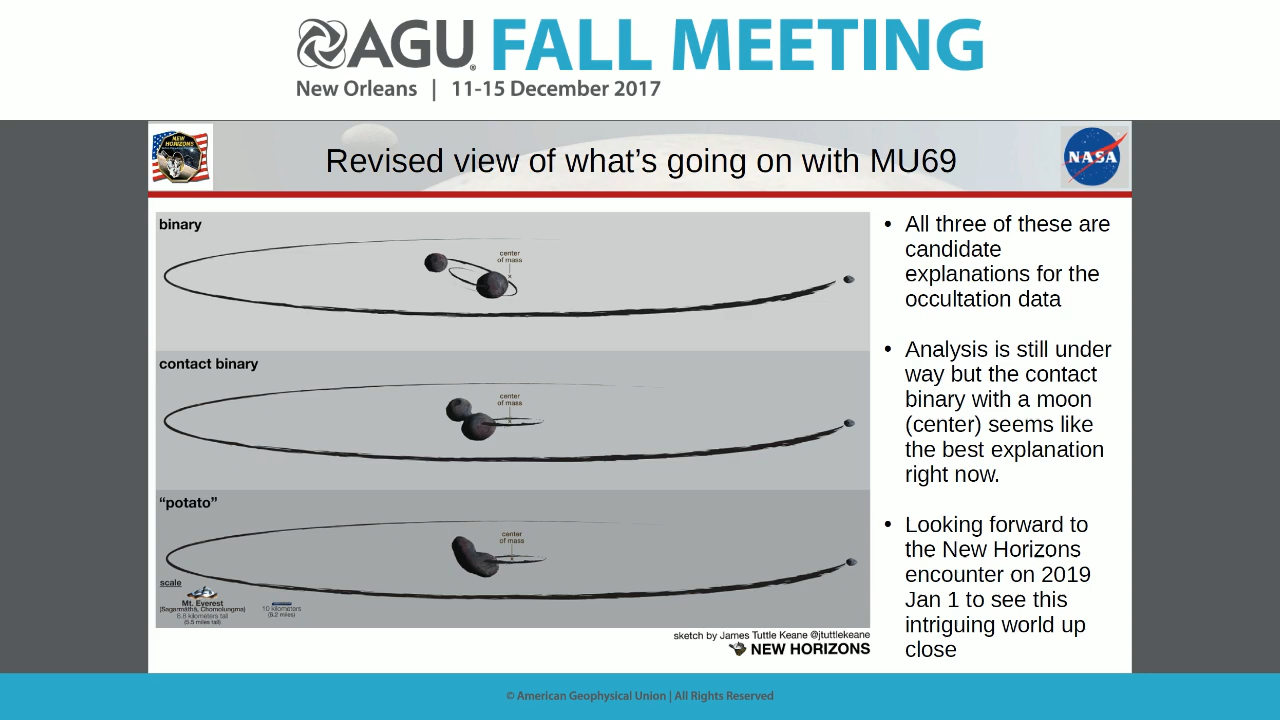 AGU FALL MEETING
New Orleans | 11-15 December 2017
NEW HORIZONS
Revised view of what's going on with MU69
NASA
binary
center
of mass
x
contact binary
center
of mass
"potato"
center
of mass
scale
Mt. Everest
(Sagarmāthā, Chomolungma)
8.8 kilometers tall
(5.5 miles tall)
10 kilometers
(6.2 miles)
sketch by James Tuttle Keane @jtuttlekeane
NEW HORIZONS
• All three of these are
candidate
explanations for the
occultation data
• Analysis is still under
way but the contact
binary with a moon
(center) seems like
the best explanation
right now.
• Looking forward to
the New Horizons
encounter on 2019
Jan 1 to see this
intriguing world up
close
© American Geophysical Union | All Rights Reserved